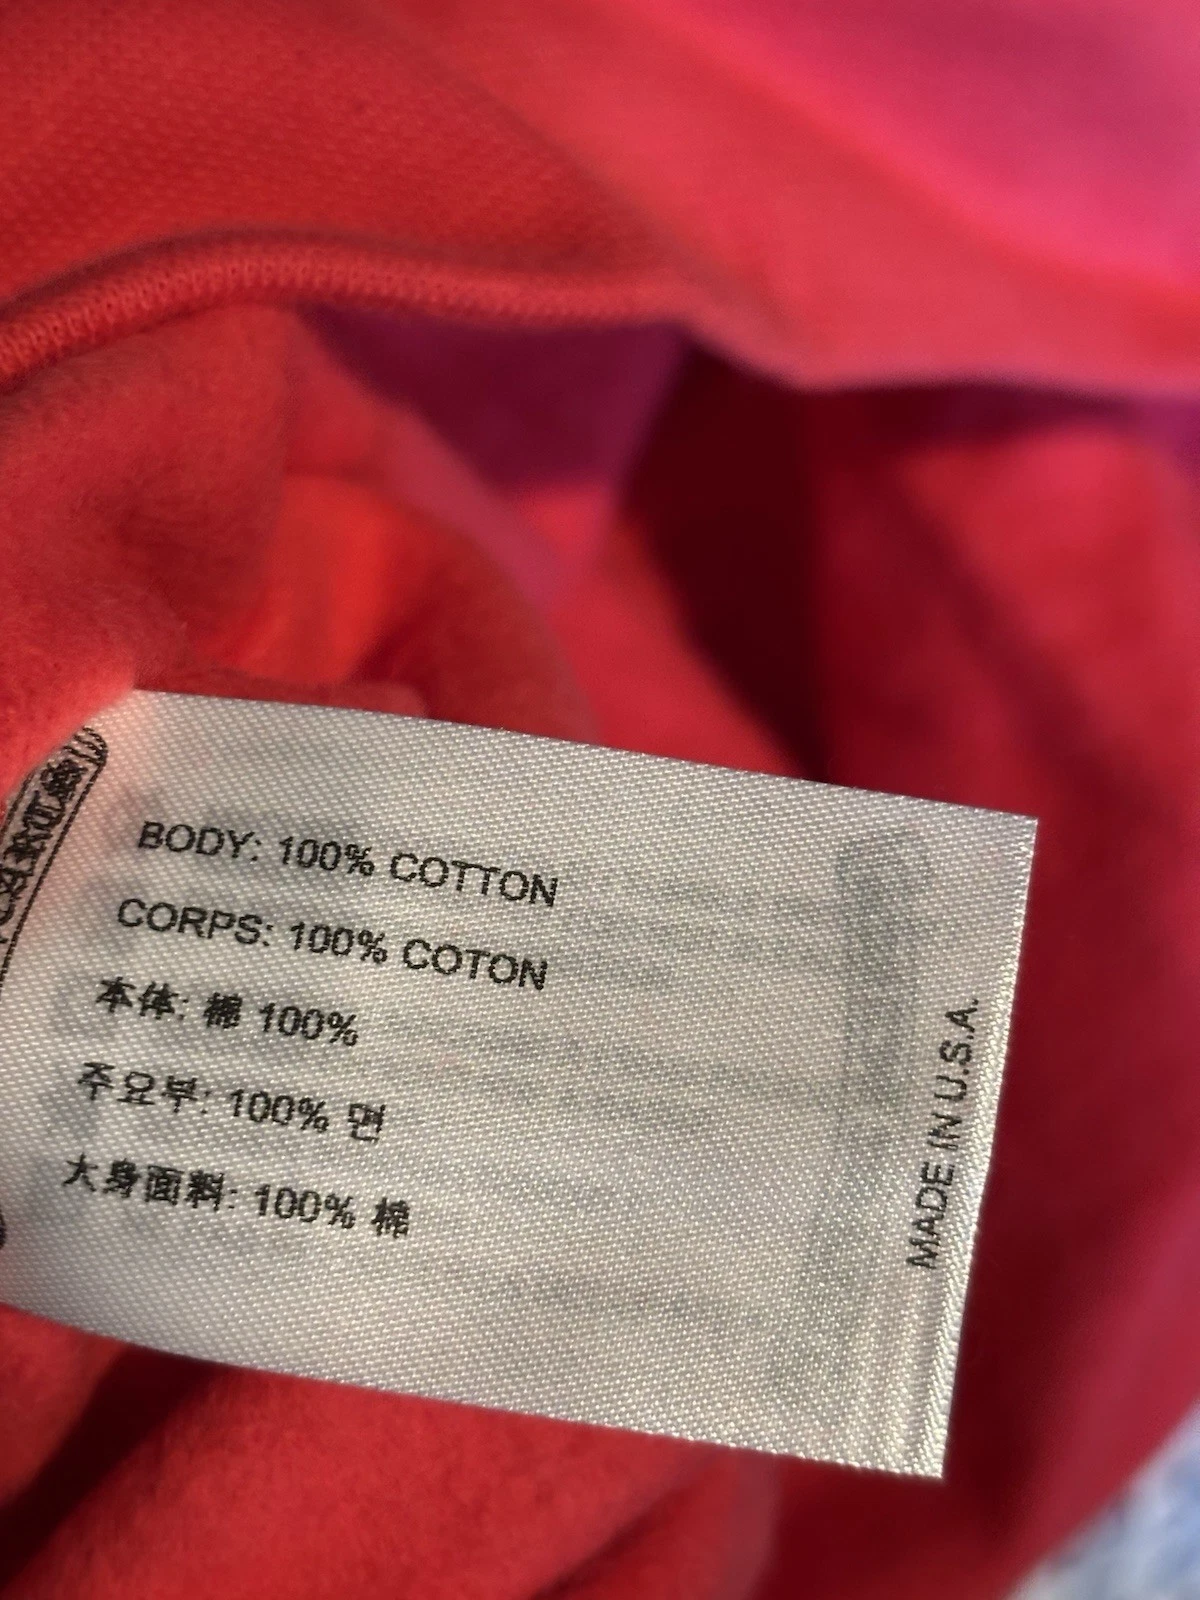 BODY: 100% COTTON
CORPS: 100% COTON
本体: 棉 100%
주요부: 100% 면
大身面料: 100% 棉
MADE IN U.S.A.